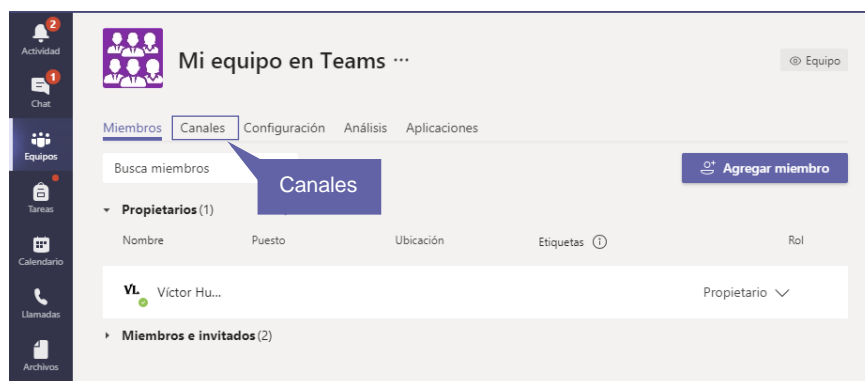 2
Actividad
1
Chat
Equipos
Tareas
Calendario
Llamadas
Archivos
Mi equipo en Teams ...
Equipo
Miembros Canales Configuración Análisis Aplicaciones
Busca miembros
Canales
Agregar miembro
Propietarios (1)
Nombre Puesto Ubicación Etiquetas Rol
VL Víctor Hu... Propietario
Miembros e invitados (2)